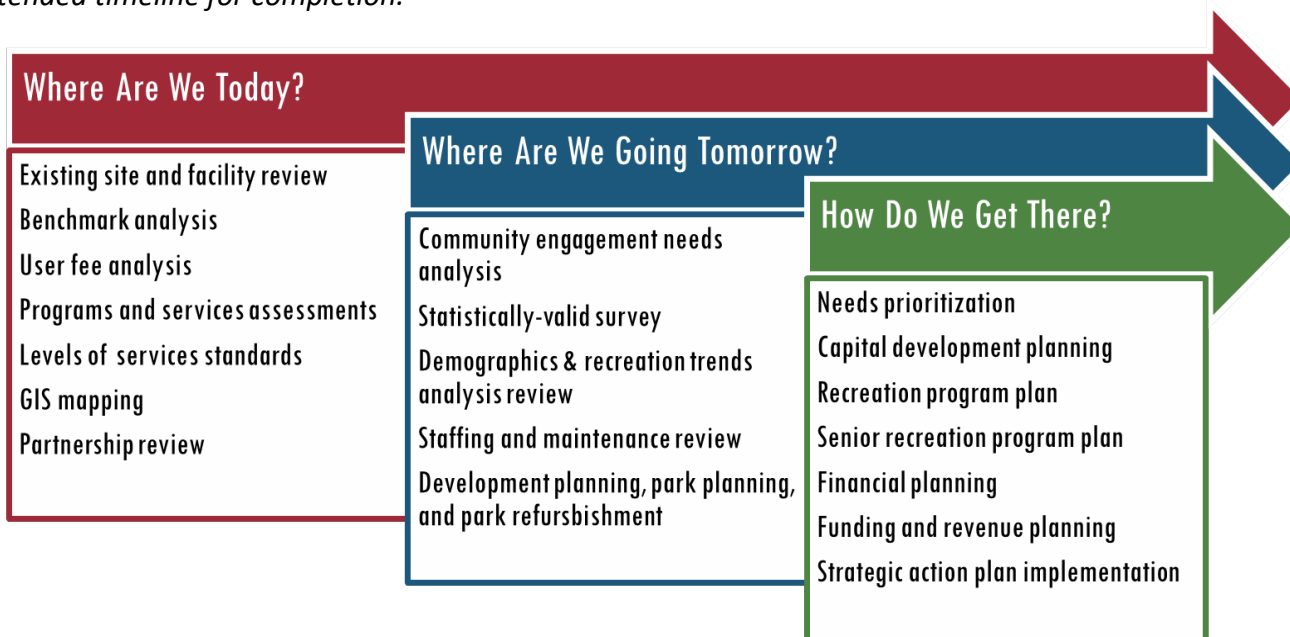 timeline for completion.
Where Are We Today?
Existing site and facility review
Benchmark analysis
User fee analysis
Programs and services assessments
Levels of services standards
GIS mapping
Partnership review
Where Are We Going Tomorrow?
Community engagement needs
analysis
Statistically-valid survey
Demographics & recreation trends
analysis review
Staffing and maintenance review
Development planning, park planning,
and park refursbishment
How Do We Get There?
Needs prioritization
Capital development planning
Recreation program plan
Senior recreation program plan
Financial planning
Funding and revenue planning
Strategic action plan implementation